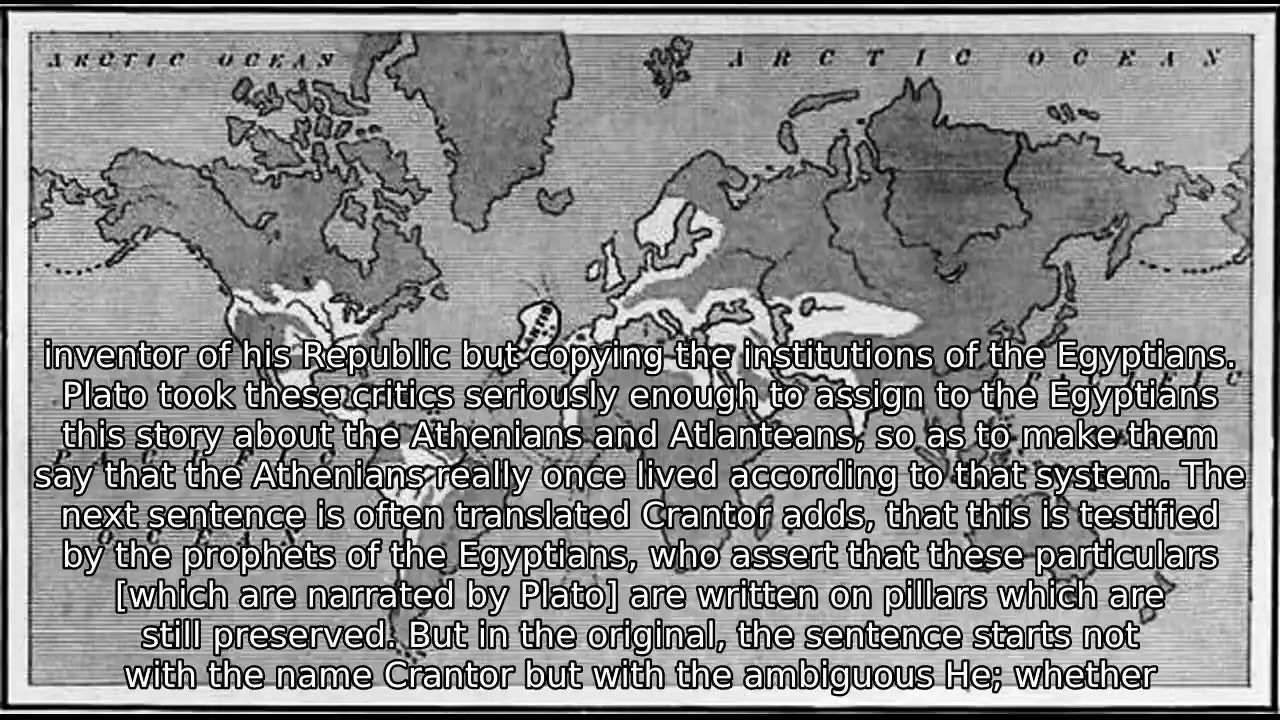 ARCTIC OCEAN
ARCTIC OCEAN
inventor of his Republic but copying the institutions of the Egyptians.
Plato took these critics seriously enough to assign to the Egyptians
this story about the Athenians and Atlanteans, so as to make them
say that the Athenians really once lived according to that system. The
next sentence is often translated Crantor adds, that this is testified
by the prophets of the Egyptians, who assert that these particulars
[which are narrated by Plato] are written on pillars which are
still preserved. But in the original, the sentence starts not
with the name Crantor but with the ambiguous He; whether